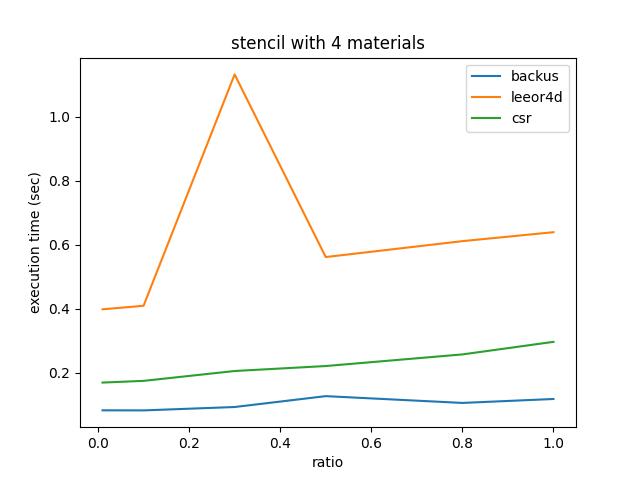 stencil with 4 materials
backus
leeor4d
csr
execution time (sec)
1.0
0.8
0.6
0.4
0.2
0.0 0.2 0.4 0.6 0.8 1.0
ratio